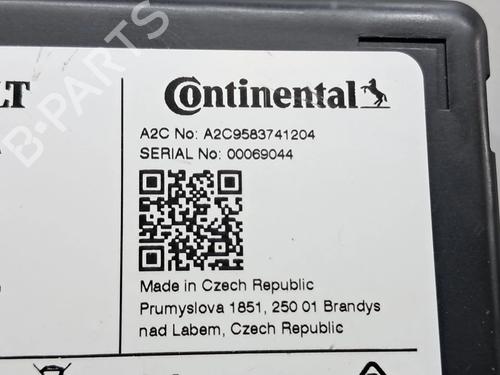 LT
Continental
A2C No: A2C9583741204
SERIAL No: 00069044
Made in Czech Republic
Prumyslova 1851, 250 01 Brandys
nad Labem, Czech Republic
B-PARTS